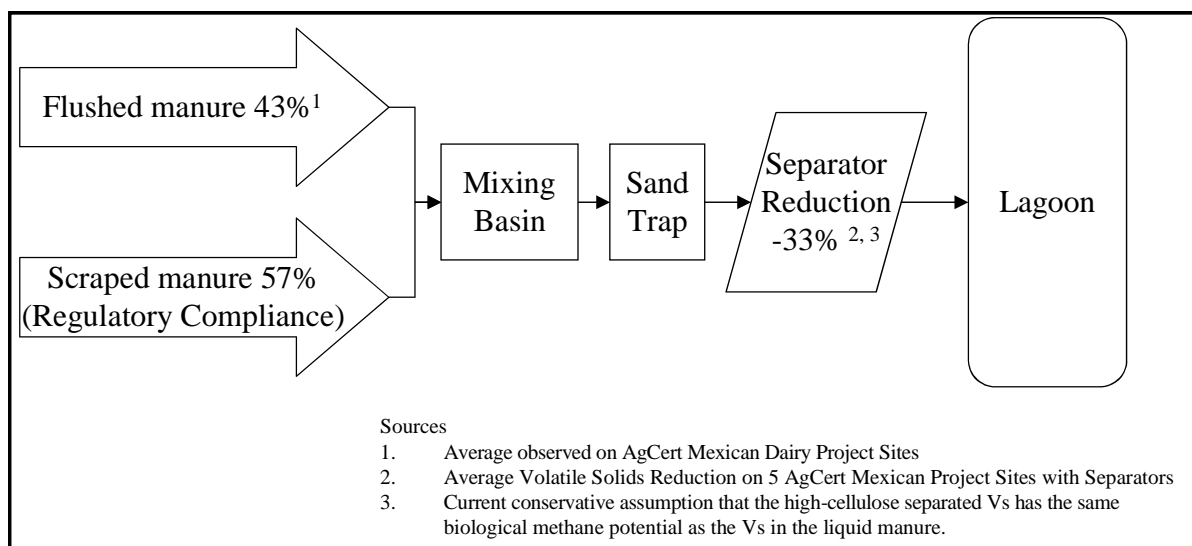 Flushed manure 43%1
Scraped manure 57%
(Regulatory Compliance)
Mixing
Basin
Sand
Trap
Separator
Reduction
-33% 2, 3
Lagoon
Sources
1. Average observed on AgCert Mexican Dairy Project Sites
2. Average Volatile Solids Reduction on 5 AgCert Mexican Project Sites with Separators
3. Current conservative assumption that the high-cellulose separated Vs has the same
biological methane potential as the Vs in the liquid manure.